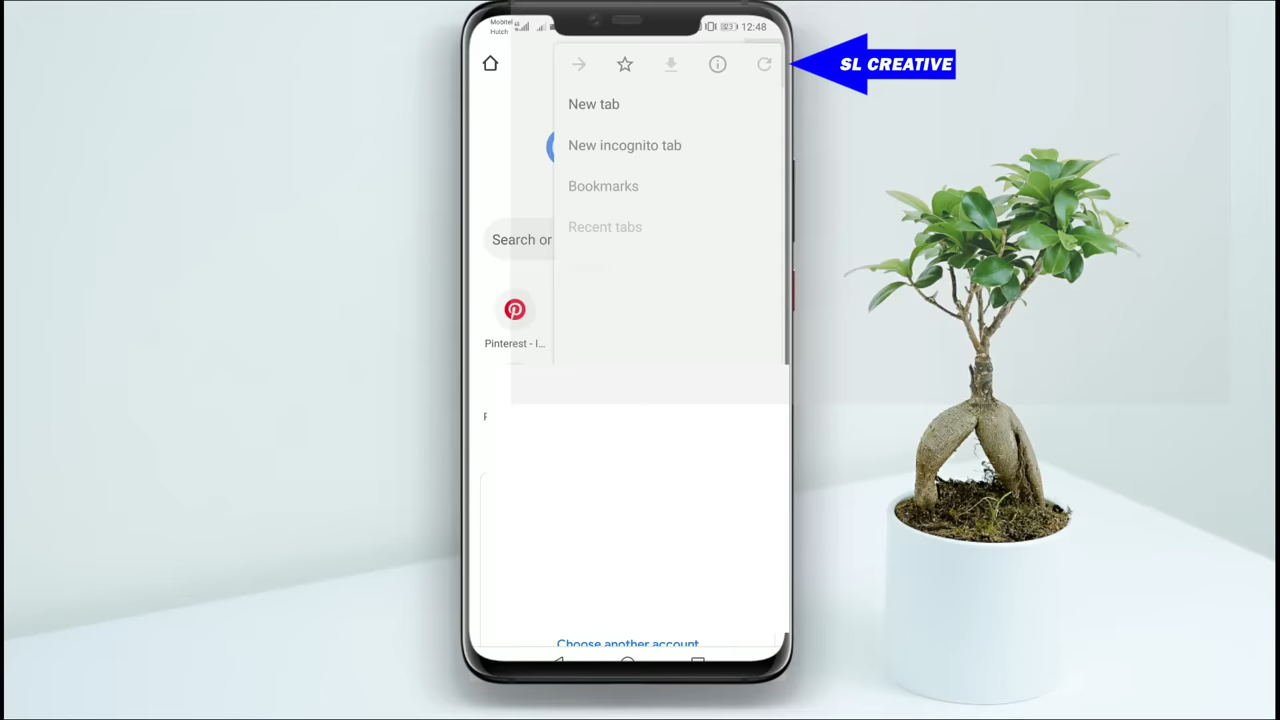 Mobitel
Hutch
12:48
SL CREATIVE
New tab
New incognito tab
Bookmarks
Recent tabs
Search or
Pinterest - I...
Choose another account